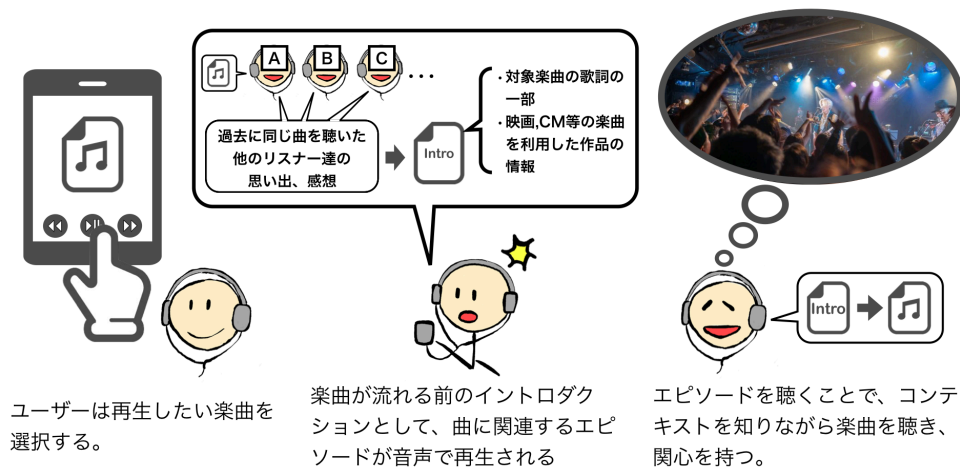 A
B
C
...
過去に同じ曲を聴いた
他のリスナー達の
思い出、感想
Intro
・対象楽曲の歌詞の
一部
・映画,CM等の楽曲
を利用した作品の
情報
Intro
ユーザーは再生したい楽曲を
選択する。
楽曲が流れる前のイントロダク
ションとして、曲に関連するエピ
ソードが音声で再生される
エピソードを聴くことで、コンテ
キストを知りながら楽曲を聴き、
関心を持つ。